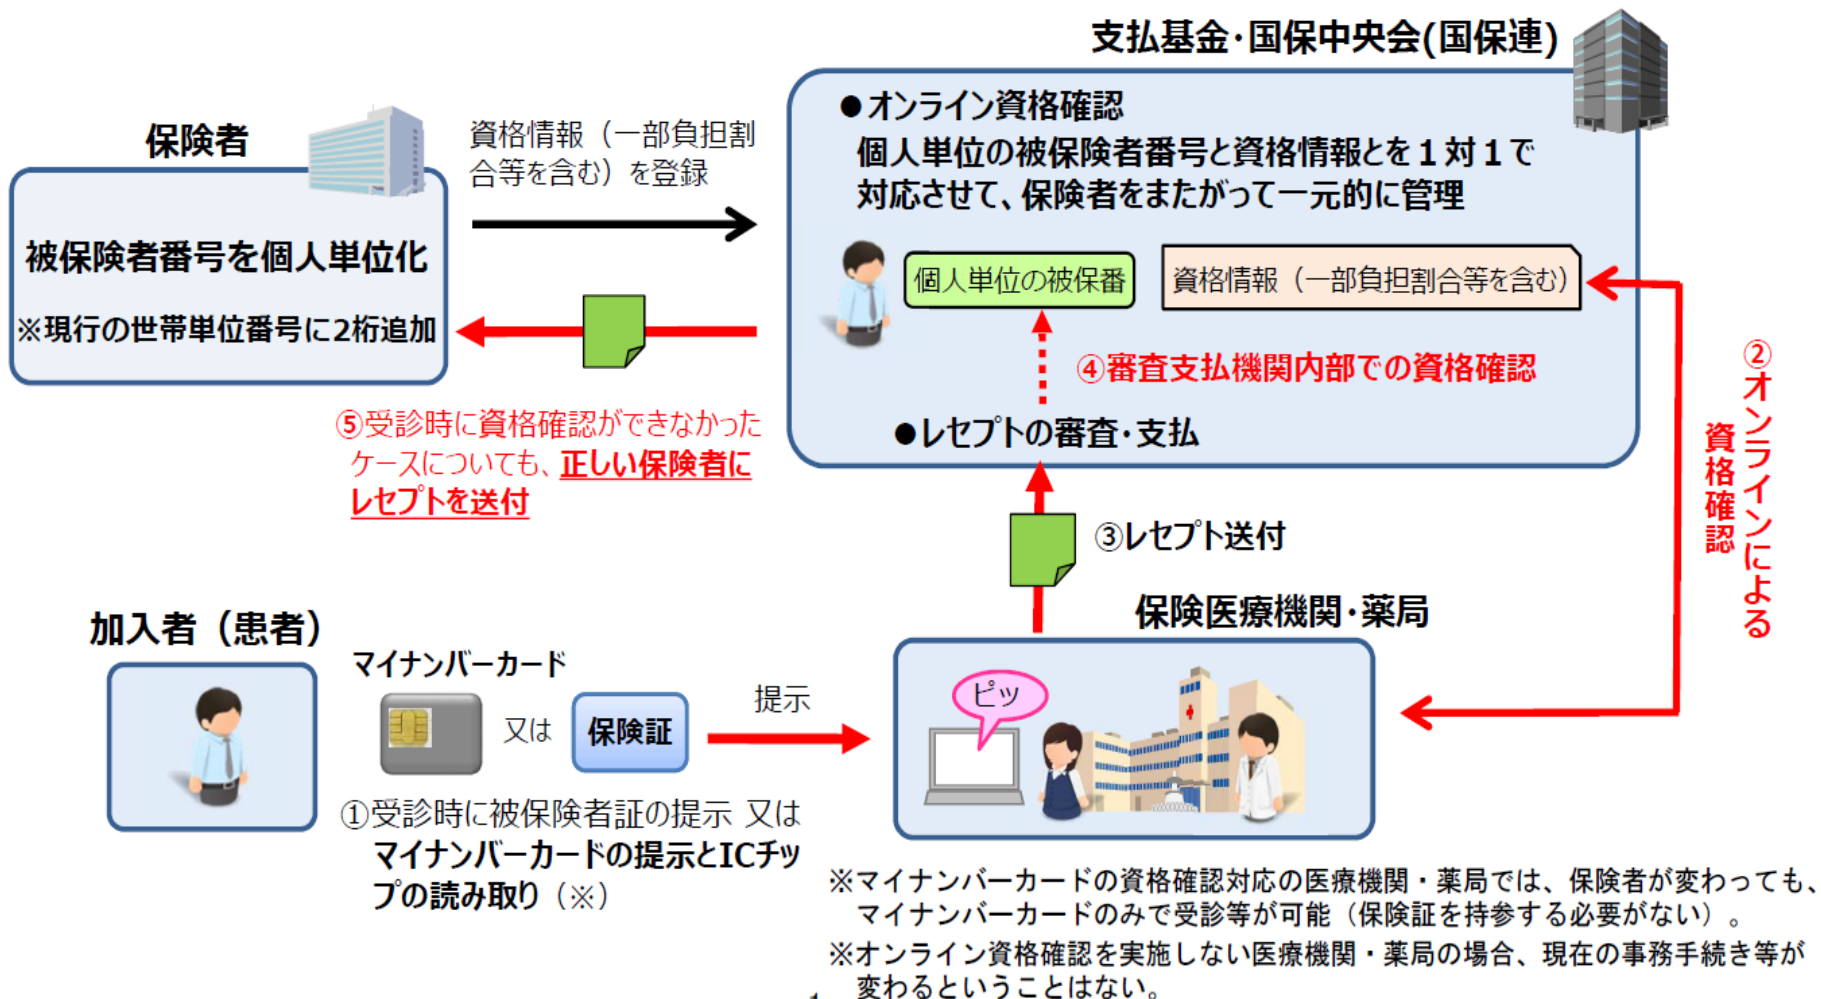 支払基金・国保中央会(国保連)
●オンライン資格確認
個人単位の被保険者番号と資格情報とを1対1で
対応させて、保険者をまたがって一元的に管理
個人単位の被保番
資格情報（一部負担割合等を含む）
④審査支払機関内部での資格確認
●レセプトの審査・支払
保険者
被保険者番号を個人単位化
※現行の世帯単位番号に2桁追加
資格情報（一部負担割
合等を含む）を登録
⑤受診時に資格確認ができなかった
ケースについても、正しい保険者に
レセプトを送付
②オンラインによる
資格確認
③レセプト送付
保険医療機関・薬局
ピッ
加入者（患者）
マイナンバーカード
又は
保険証
提示
①受診時に被保険者証の提示 又は
マイナンバーカードの提示とICチッ
プの読み取り（※）
※マイナンバーカードの資格確認対応の医療機関・薬局では、保険者が変わっても、
マイナンバーカードのみで受診等が可能（保険証を持参する必要がない）。
※オンライン資格確認を実施しない医療機関・薬局の場合、現在の事務手続き等が
変わるということはない。